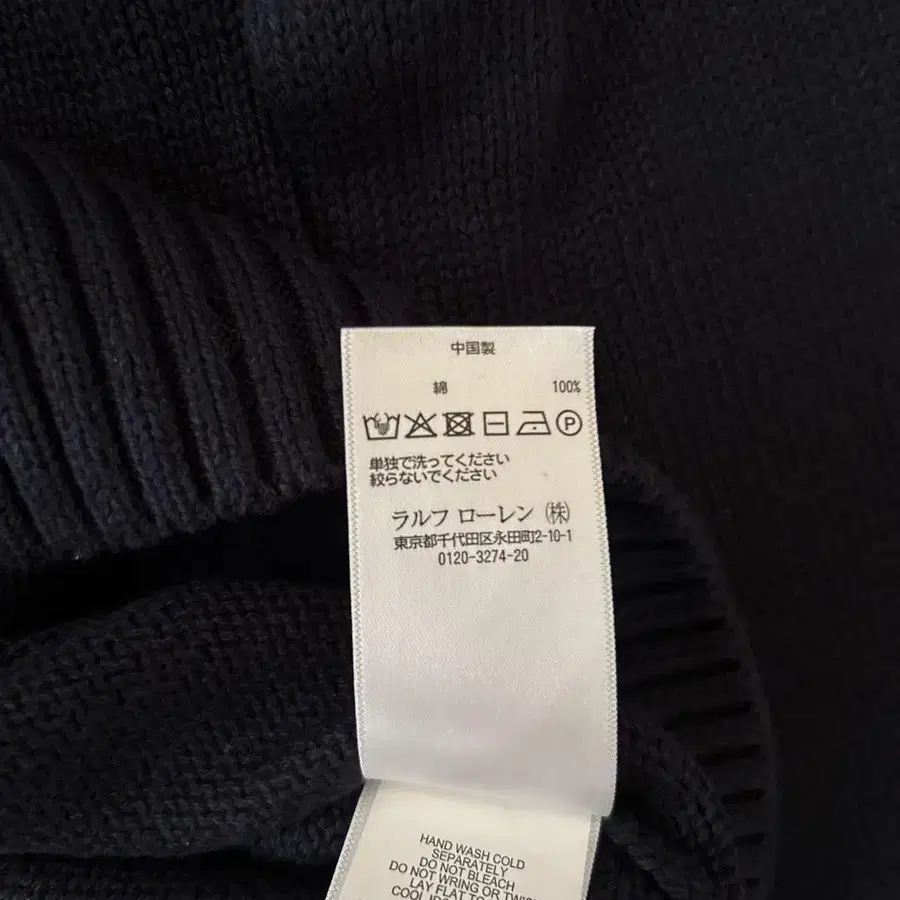 中国製
綿 100%
P
単独で洗ってください
絞らないでください
ラルフ ローレン (株)
東京都千代田区永田町2-10-1
0120-3274-20
HAND WASH COLD
SEPARATELY
DO NOT BLEACH
DO NOT WRING OR
LAY FLAT
COOL